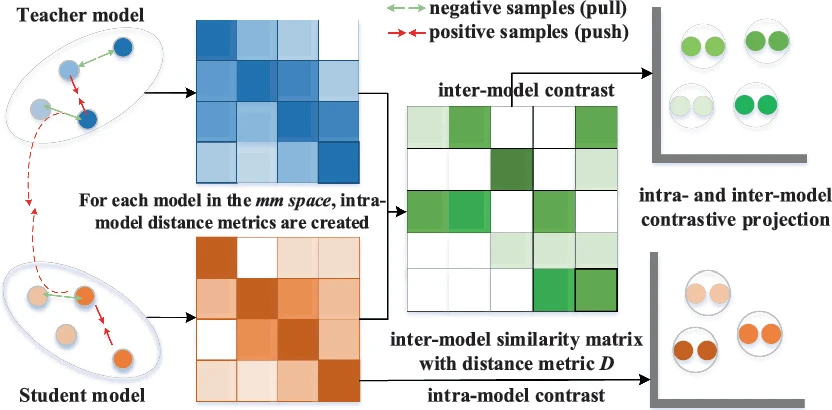 Teacher model
negative samples (pull)
positive samples (push)
inter-model contrast
For each model in the mm space, intra-
model distance metrics are created
intra- and inter-model
contrastive projection
inter-model similarity matrix
with distance metric D
Student model
intra-model contrast